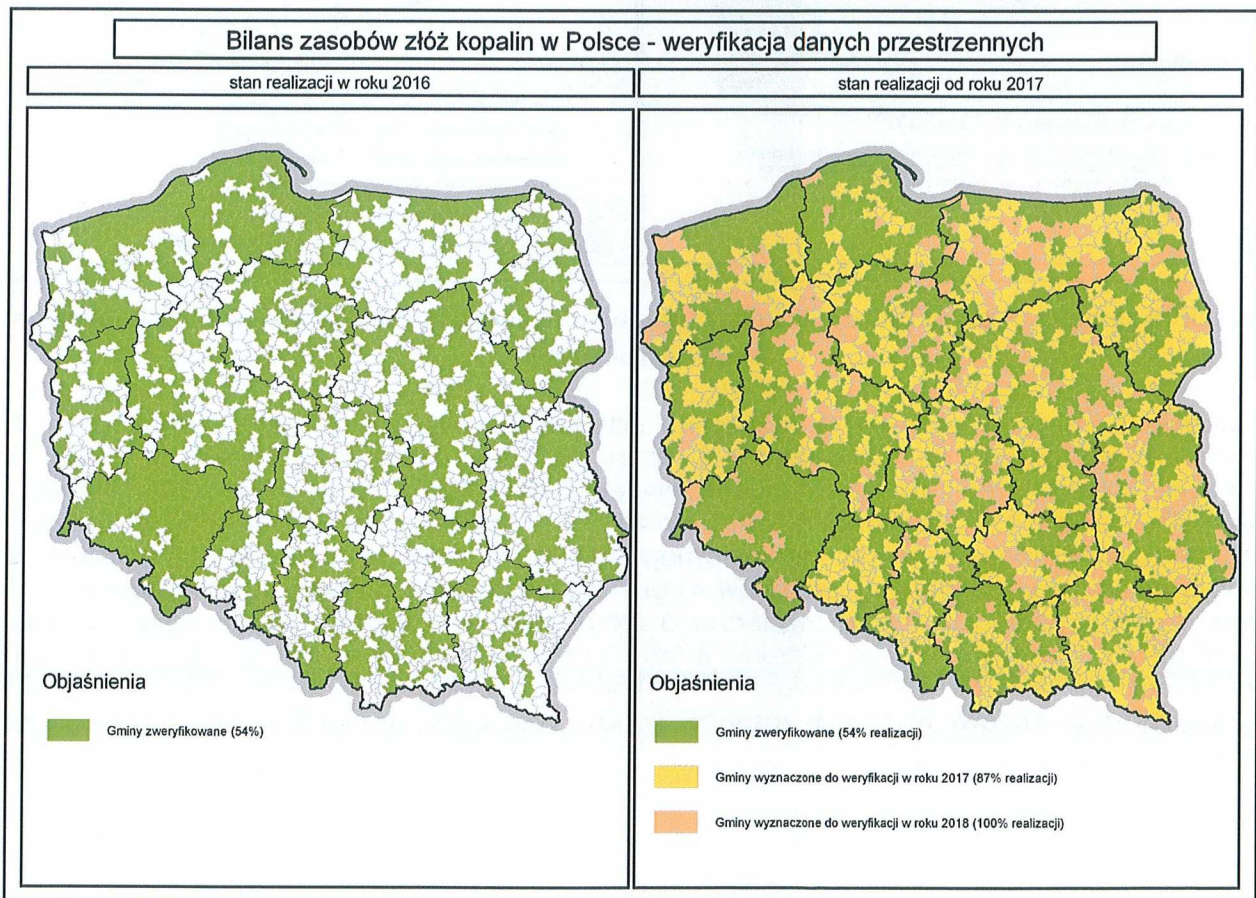 Bilans zasobów złóż kopalin w Polsce - weryfikacja danych przestrzennych
stan realizacji w roku 2016
stan realizacji od roku 2017
Objaśnienia
Gminy zweryfikowane (54%)
Objaśnienia
Gminy zweryfikowane (54% realizacji)
Gminy wyznaczone do weryfikacji w roku 2017 (87% realizacji)
Gminy wyznaczone do weryfikacji w roku 2018 (100% realizacji)